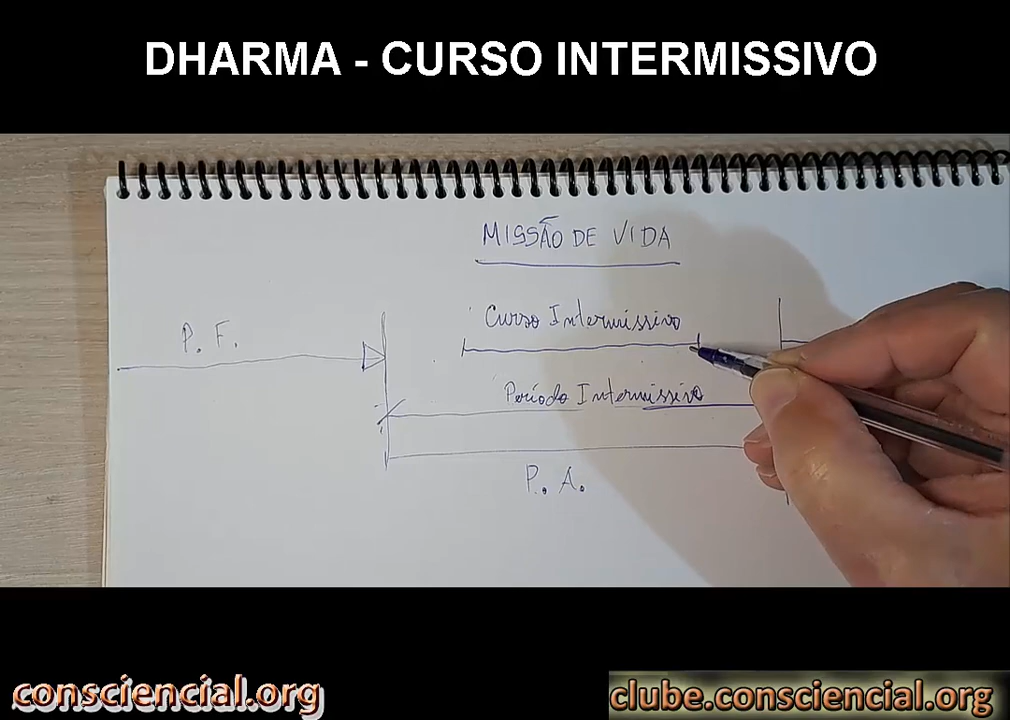 DHARMA - CURSO INTERMISSIVO
MISSÃO DE VIDA
P. F.
Curso Intermissivo
Período Intermissivo
P. A.
consciencial.org
clube.consciencial.org